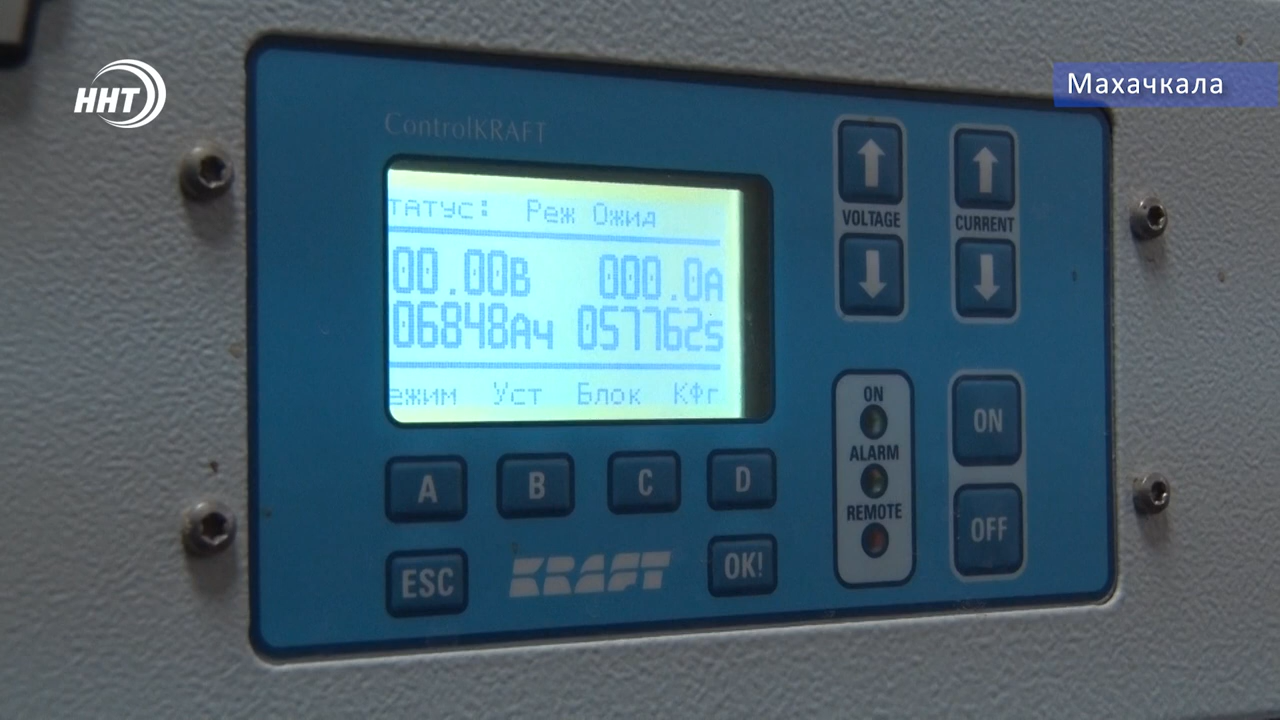 ННТ
Махачкала
ControlKRAFT
татус: Реж Ожид
00.00В 000.0А
06848Ач 057762s
ежим Уст Блок КФг
VOLTAGE
CURRENT
ON
ALARM
REMOTE
ON
OFF
A B C D
ESC
KRAFT
OK!